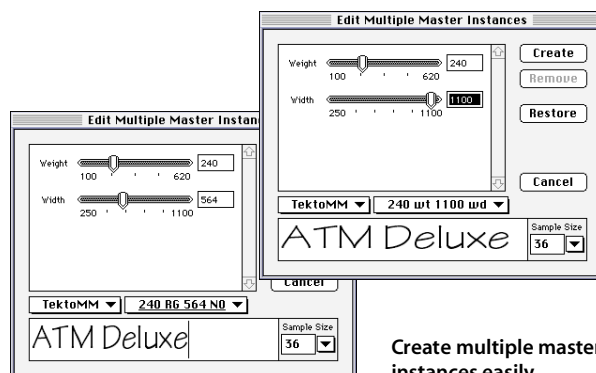 Edit Multiple Master Instances
Weight
240
100
620
Width
1100
250
1100
Create
Remove
Restore
Cancel
TektoMM
240 wt 1100 wd
ATM Deluxe
Sample Size
36
Edit Multiple Master
Weight
240
100
620
Width
564
250
1100
Cancel
TektoMM
240 RG 564 NO
ATM Deluxe
Sample Size
36
Create multiple master
instances easily